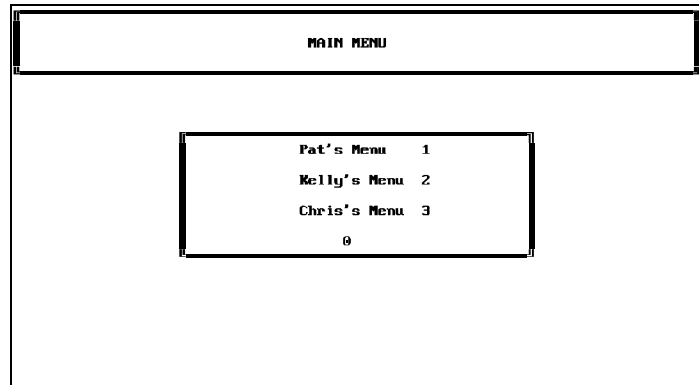 MAIN MENU
Pat's Menu 1
Kelly's Menu 2
Chris's Menu 3
0